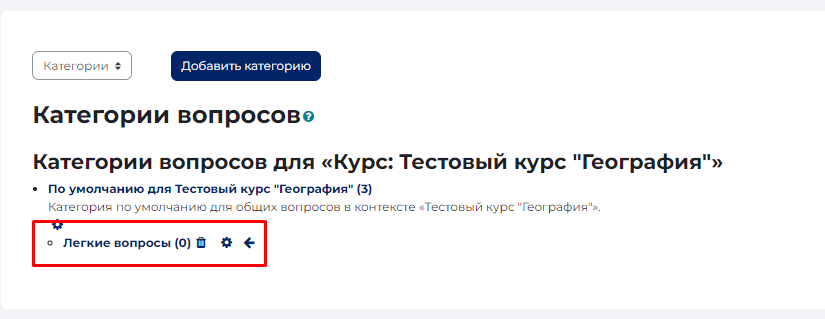 Категории
Добавить категорию
Категории вопросов
Категории вопросов для «Курс: Тестовый курс "География"»
По умолчанию для Тестовый курс "География" (3)
Категория по умолчанию для общих вопросов в контексте «Тестовый курс "География"».
Легкие вопросы (0)